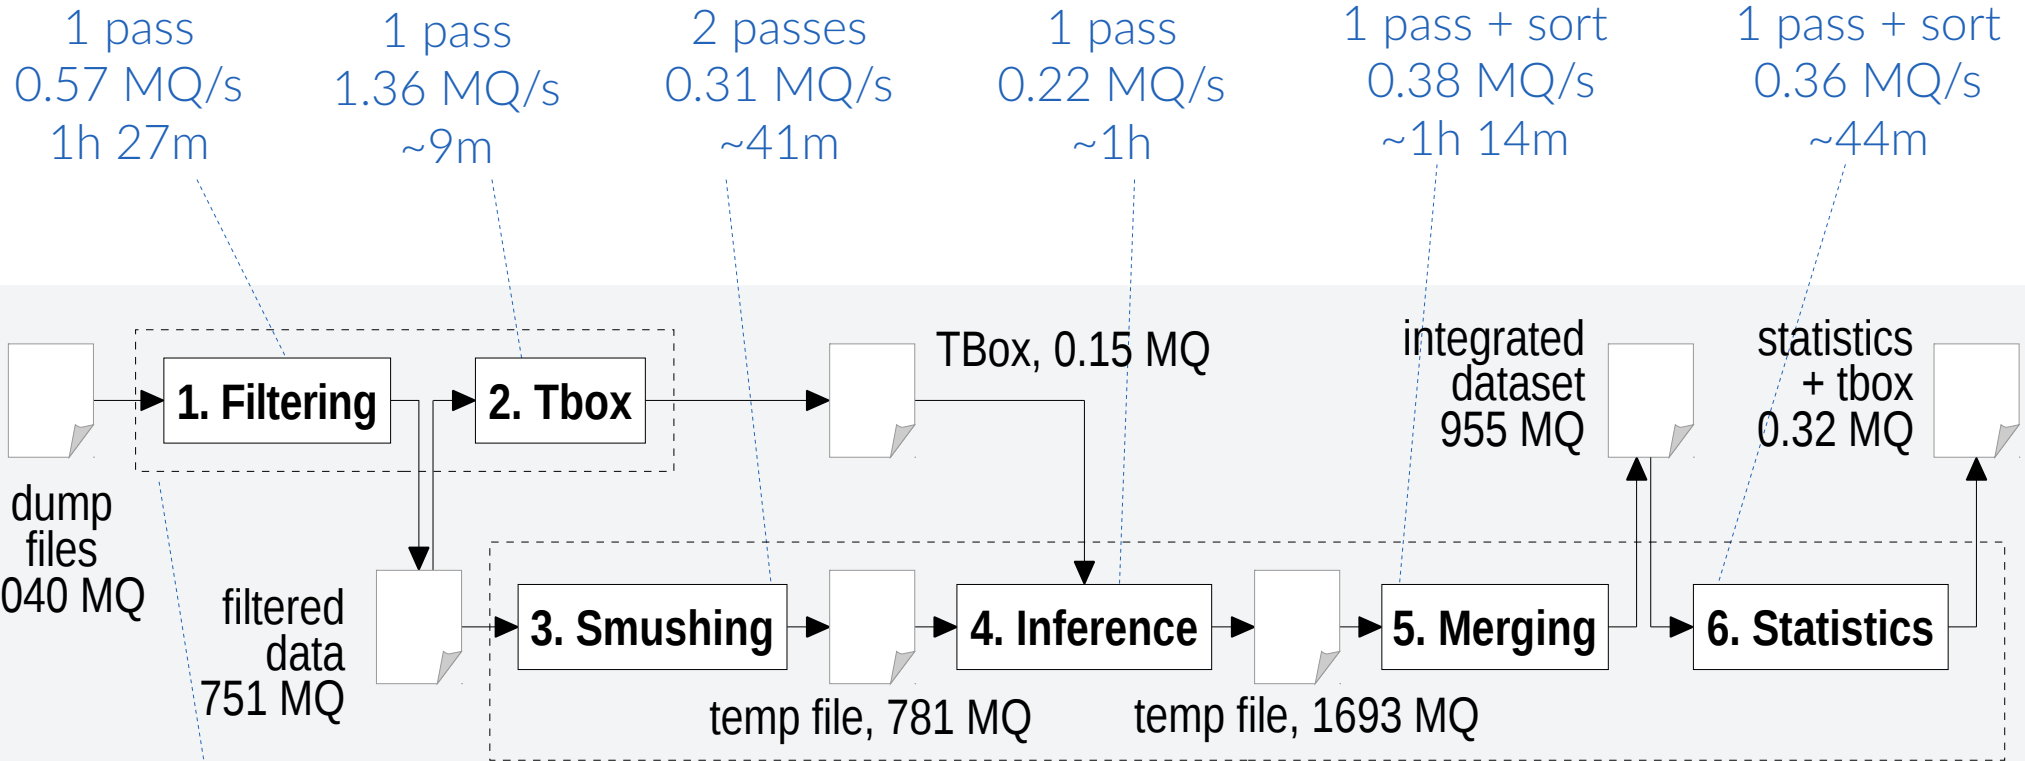 1 pass
0.57 MQ/s
1h 27m
1 pass
1.36 MQ/s
~9m
2 passes
0.31 MQ/s
~41m
1 pass
0.22 MQ/s
~1h
1 pass + sort
0.38 MQ/s
~1h 14m
1 pass + sort
0.36 MQ/s
~44m
dump
files
040 MQ
1. Filtering
2. Tbox
TBox, 0.15 MQ
filtered
data
751 MQ
3. Smushing
temp file, 781 MQ
4. Inference
temp file, 1693 MQ
5. Merging
integrated
dataset
955 MQ
6. Statistics
statistics
+ tbox
0.32 MQ